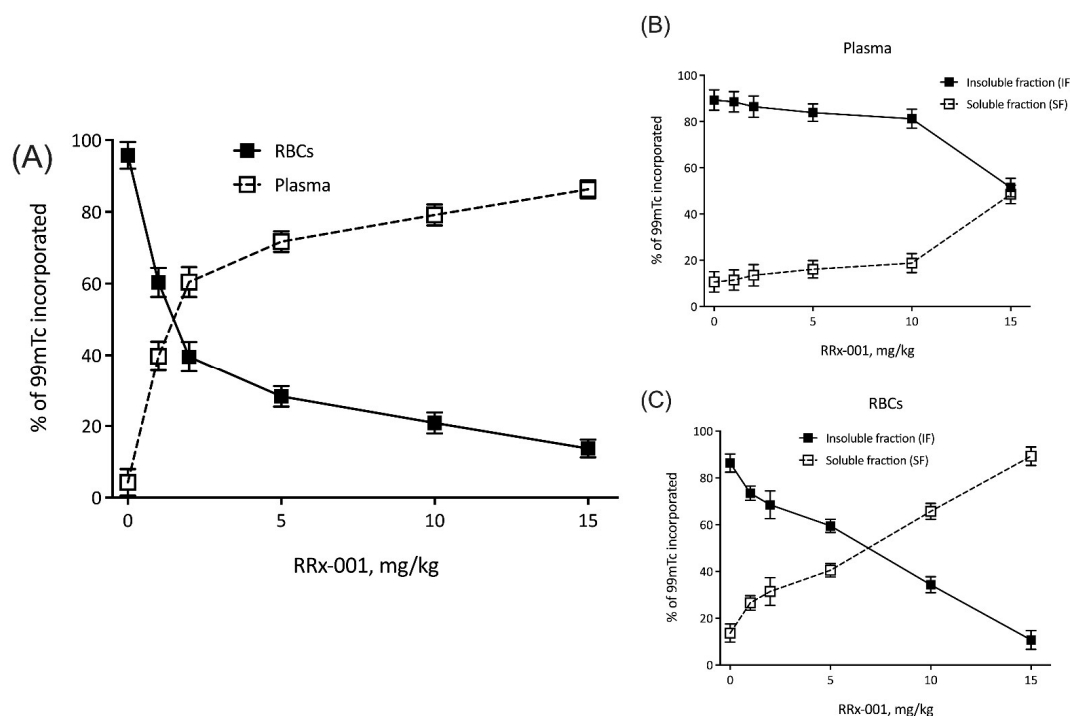 (A)
% of 99mTc incorporated
100
80
60
40
20
0
RBCs
Plasma
0 5 10 15
RRx-001, mg/kg
(B)
Plasma
% of 99mTc incorporated
100
80
60
40
20
0
Insoluble fraction (IF
Soluble fraction (SF)
0 5 10 15
RRx-001, mg/kg
(C)
RBCs
% of 99mTc incorporated
100
80
60
40
20
0
Insoluble fraction (IF)
Soluble fraction (SF)
0 5 10 15
RRx-001, mg/kg